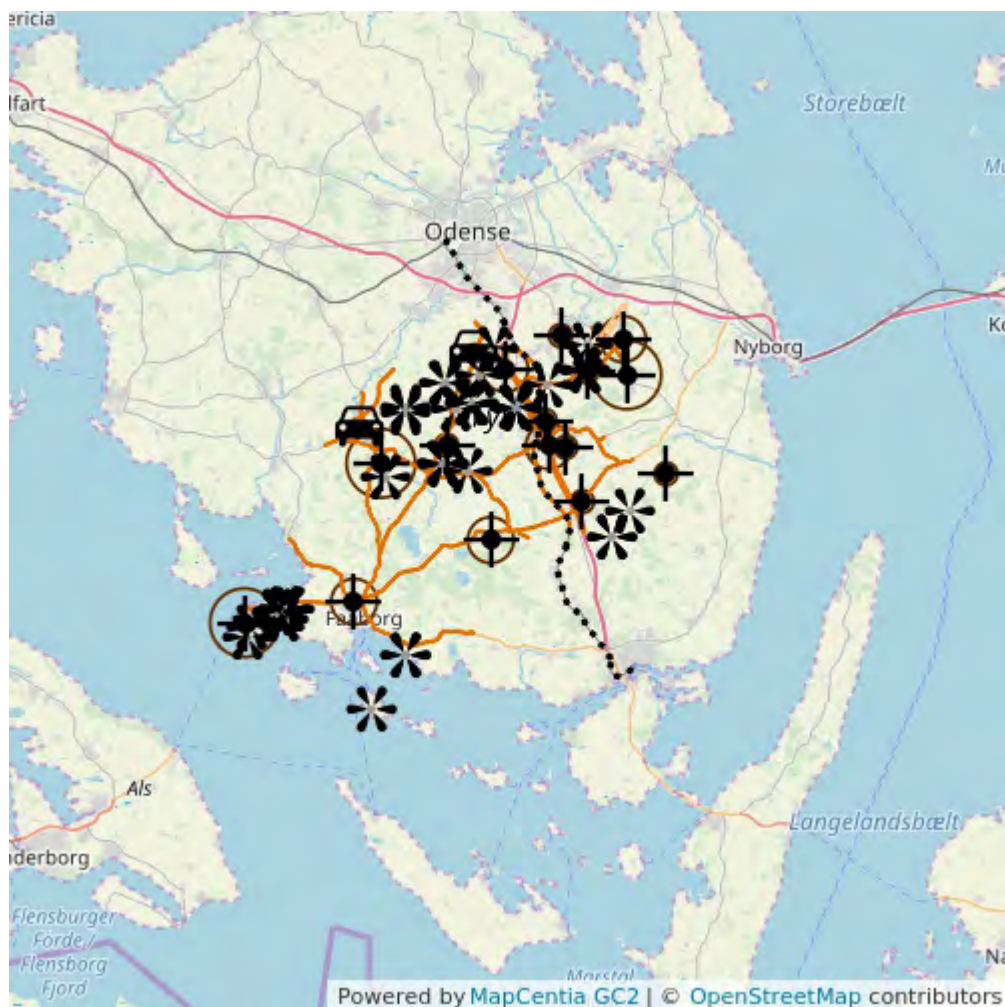 ericia
lfart
Storebælt
Odense
Nyborg
Faaborg
Als
Langelandsbælt
nderborg
Flensburger
Förde /
Flensborg
Fjord
Marstal
Powered by MapCentia GC2 | © OpenStreetMap contributors